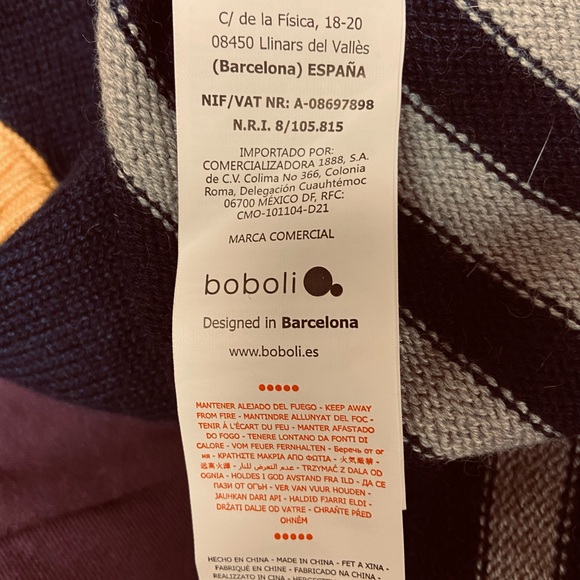 C/ de la Física, 18-20
08450 Llinars del Vallès
(Barcelona) ESPAÑA
NIF/VAT NR: A-08697898
N.R.I. 8/105.815
IMPORTADO POR:
COMERCIALIZADORA 1888, S.A.
de C.V. Colima No 366, Colonia
Roma, Delegación Cuauhtémoc
06700 MÉXICO DF, RFC:
CMO-101104-D21
MARCA COMERCIAL
boboli
Designed in Barcelona
www.boboli.es
MANTENER ALEJADO DEL FUEGO - KEEP AWAY
FROM FIRE - MANTINDRE ALLUNYAT DEL FOC -
TENIR À L'ÉCART DU FEU - MANTER AFASTADO
DO FOGO - TENERE LONTANO DA FONTI DI
CALORE - VOM FEUER FERNHALTEN - Беречь от ог
ня - ΚΡΑΤΗΣΤΕ ΜΑΚΡΙΑ ΑΠΟ ΦΩΤΙΑ - 火気厳禁 -
远离火源 - عدم التعرض للنار - TRZYMAĆ Z DALA OD
OGNIA - HOLDES I GOD AVSTAND FRA ILD - ДА СЕ
ПАЗИ ОТ ОГЪН - VER VAN VUUR HOUDEN -
JAUHKAN DARI API - HALDIÐ FJARRI ELDI -
DRŽATI DALJE OD VATRE - CHRAŇTE PŘED
OHNĚM
HECHO EN CHINA - MADE IN CHINA - FET A XINA -
FABRIQUÉ EN CHINE - FABRICADO NA CHINA -
REALIZZATO IN CINA